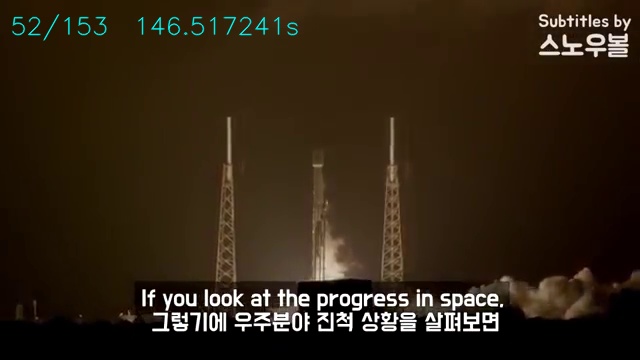 52/153 146.517241s
Subtitles by
스노우볼
If you look at the progress in space,
그렇기에 우주분야 진척 상황을 살펴보면